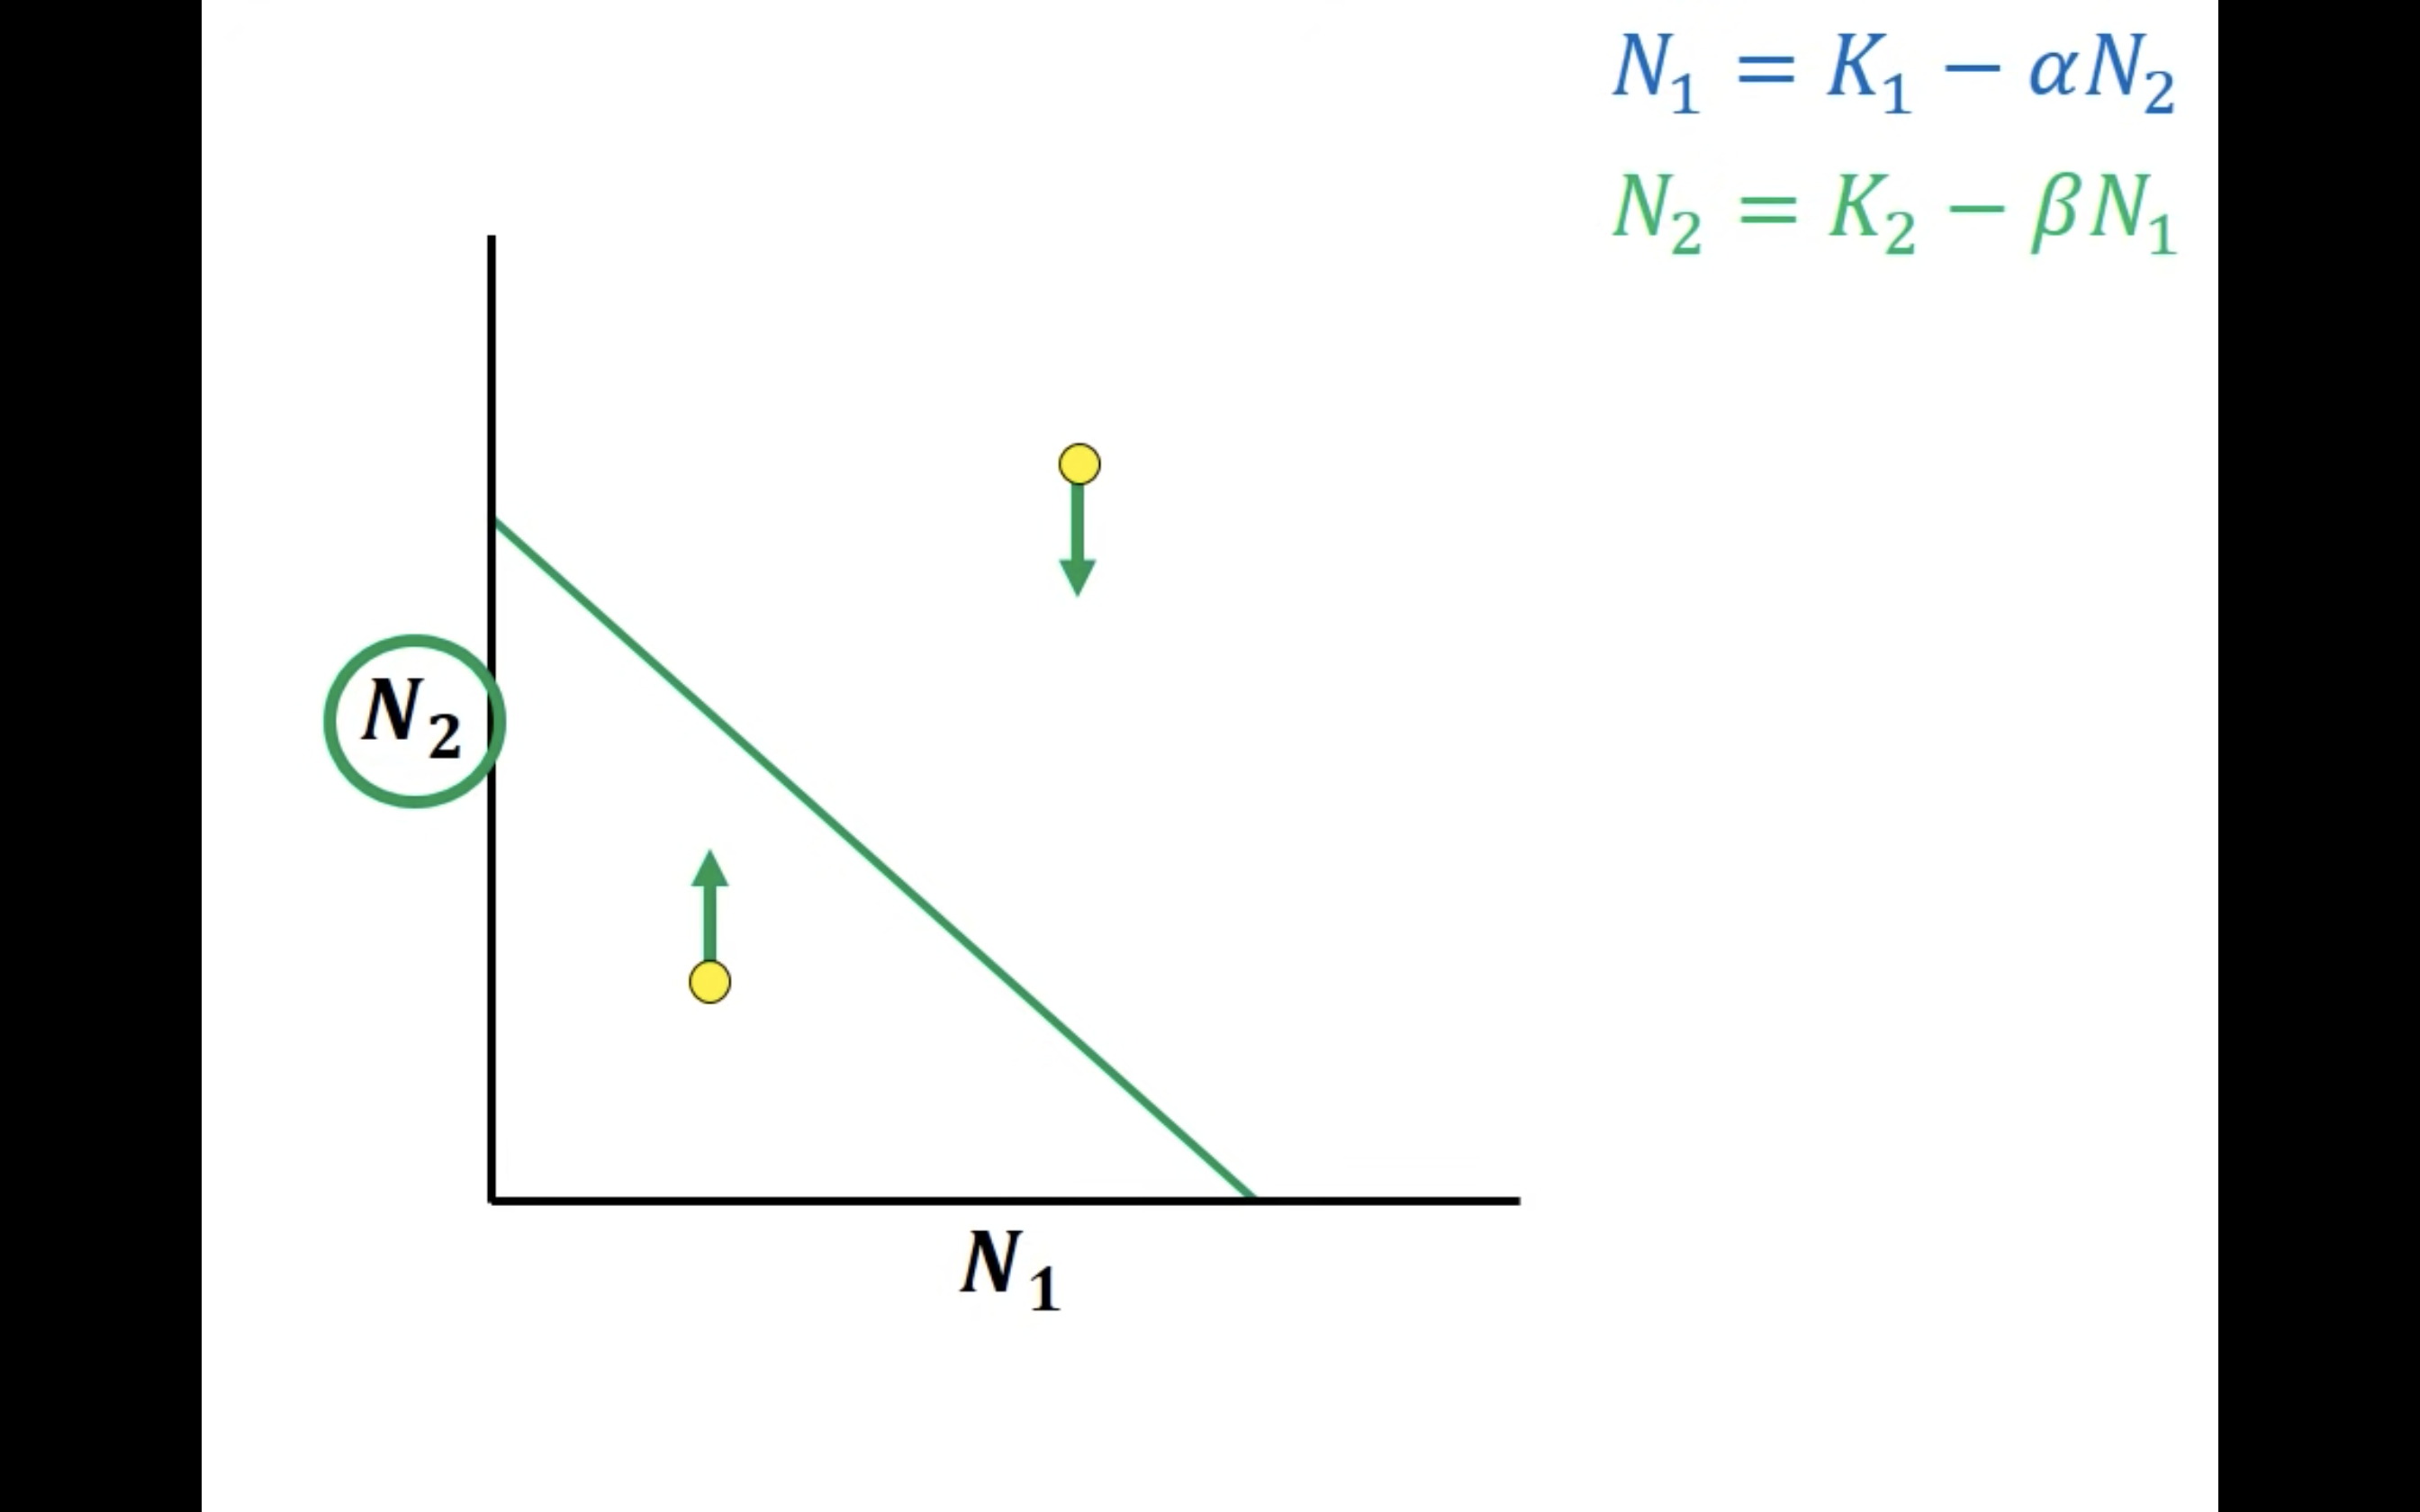 N₁ = K₁ − αN₂
N₂ = K₂ − βN₁
N₂
N₁